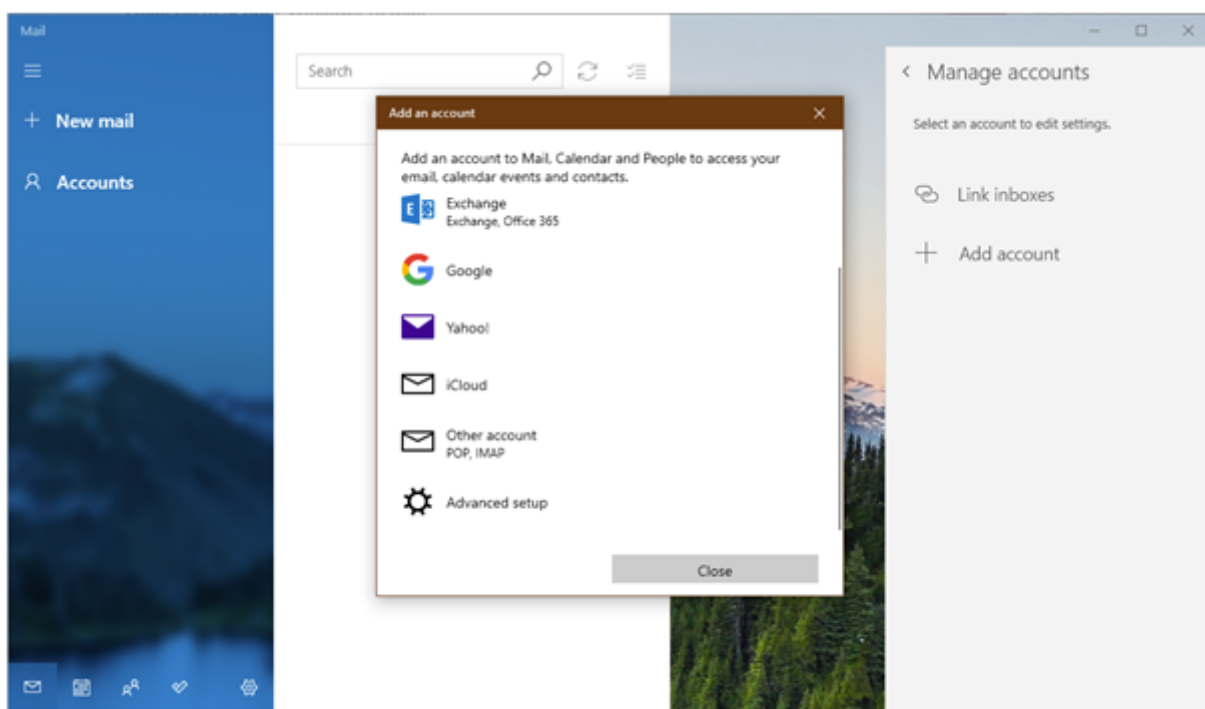 Mail
New mail
Accounts
Search
Add an account
Add an account to Mail, Calendar and People to access your
email, calendar events and contacts.
Exchange
Exchange, Office 365
Google
Yahoo!
iCloud
Other account
POP, IMAP
Advanced setup
Close
Manage accounts
Select an account to edit settings.
Link inboxes
Add account